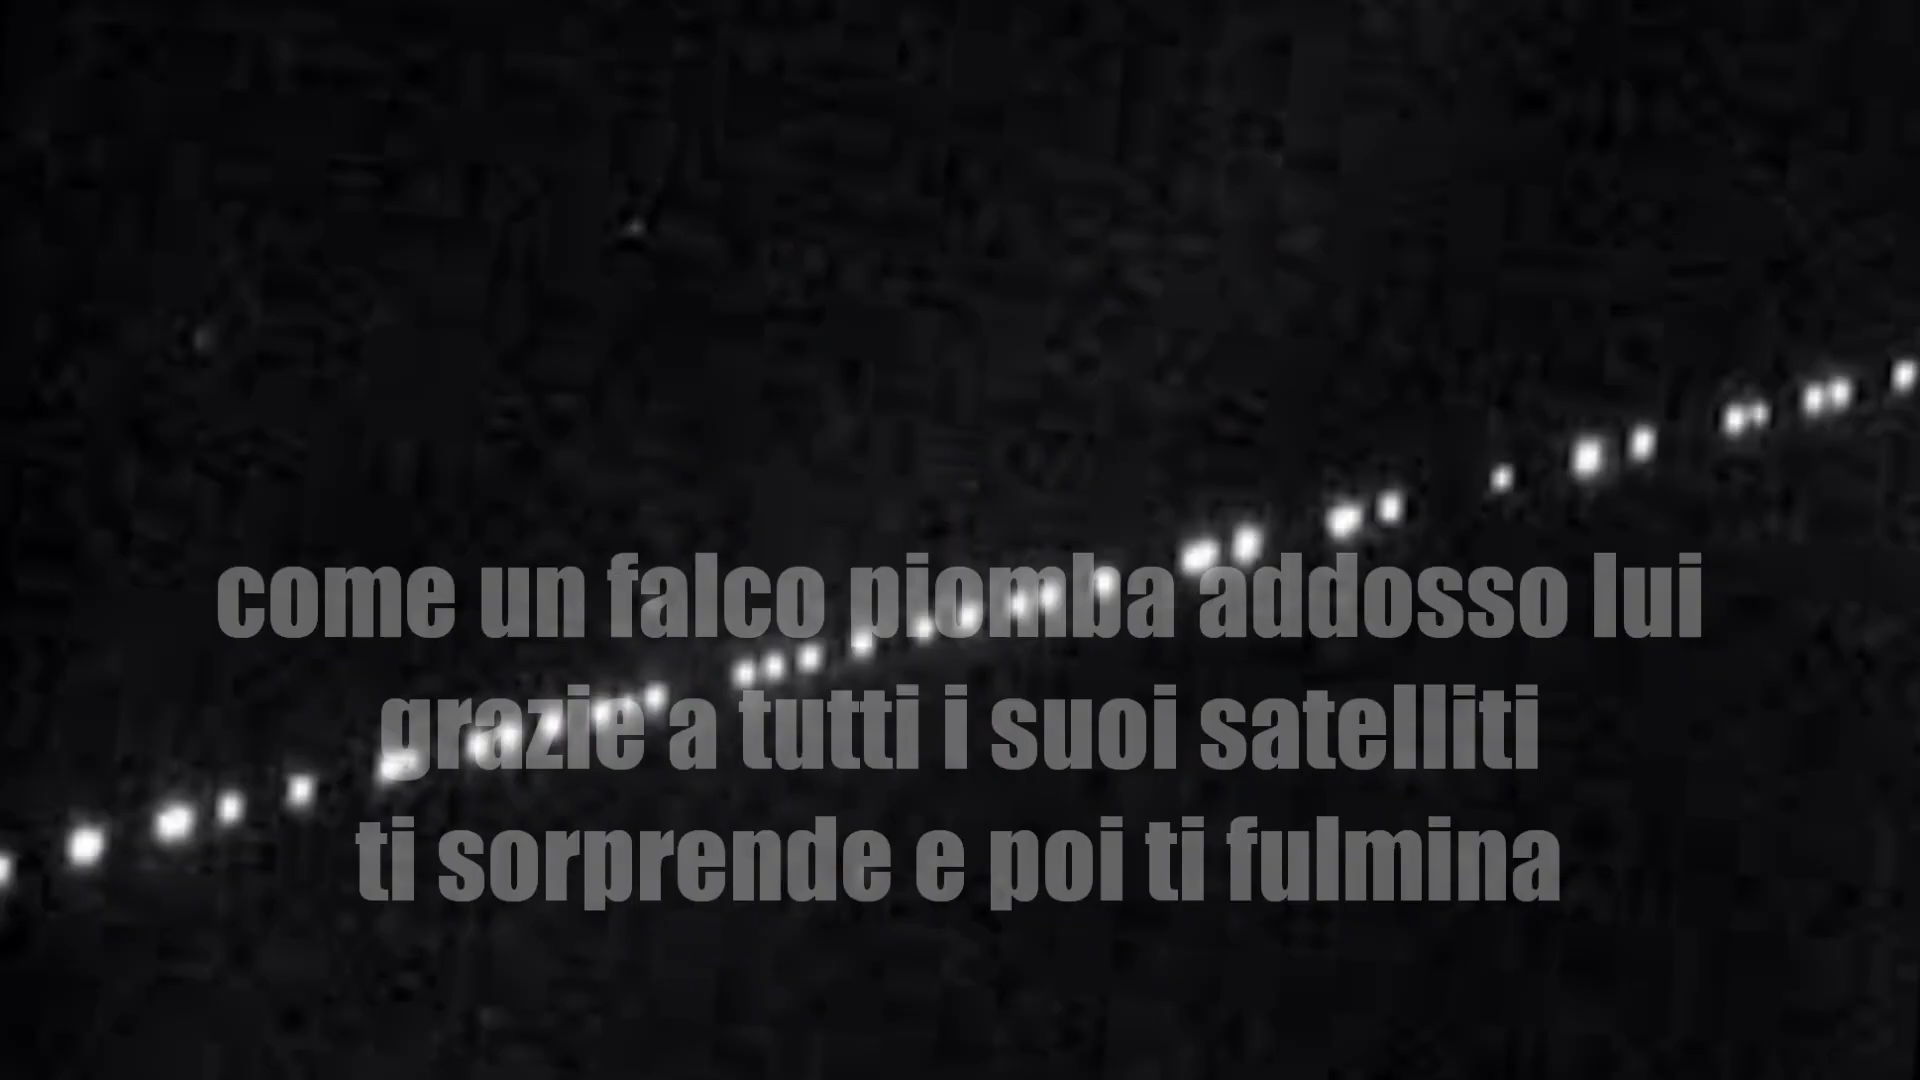 come un falco piomba addosso lui
grazie a tutti i suoi satelliti
ti sorprende e poi ti fulmina